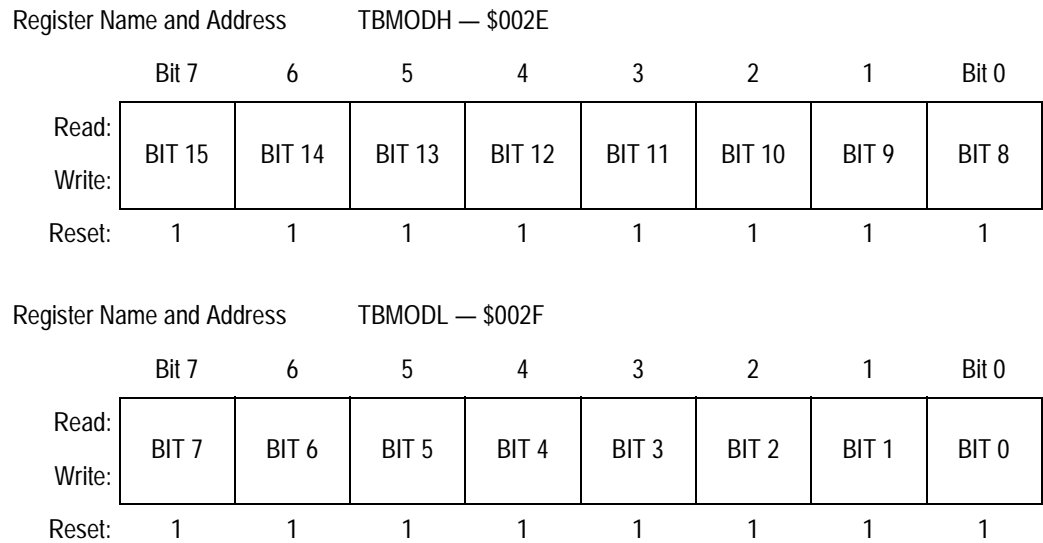 Register Name and Address TBMODH — $002E
Bit 7 6 5 4 3 2 1 Bit 0
Read:
BIT 15 BIT 14 BIT 13 BIT 12 BIT 11 BIT 10 BIT 9 BIT 8
Write:
Reset: 1 1 1 1 1 1 1 1
Register Name and Address TBMODL — $002F
Bit 7 6 5 4 3 2 1 Bit 0
Read:
BIT 7 BIT 6 BIT 5 BIT 4 BIT 3 BIT 2 BIT 1 BIT 0
Write:
Reset: 1 1 1 1 1 1 1 1